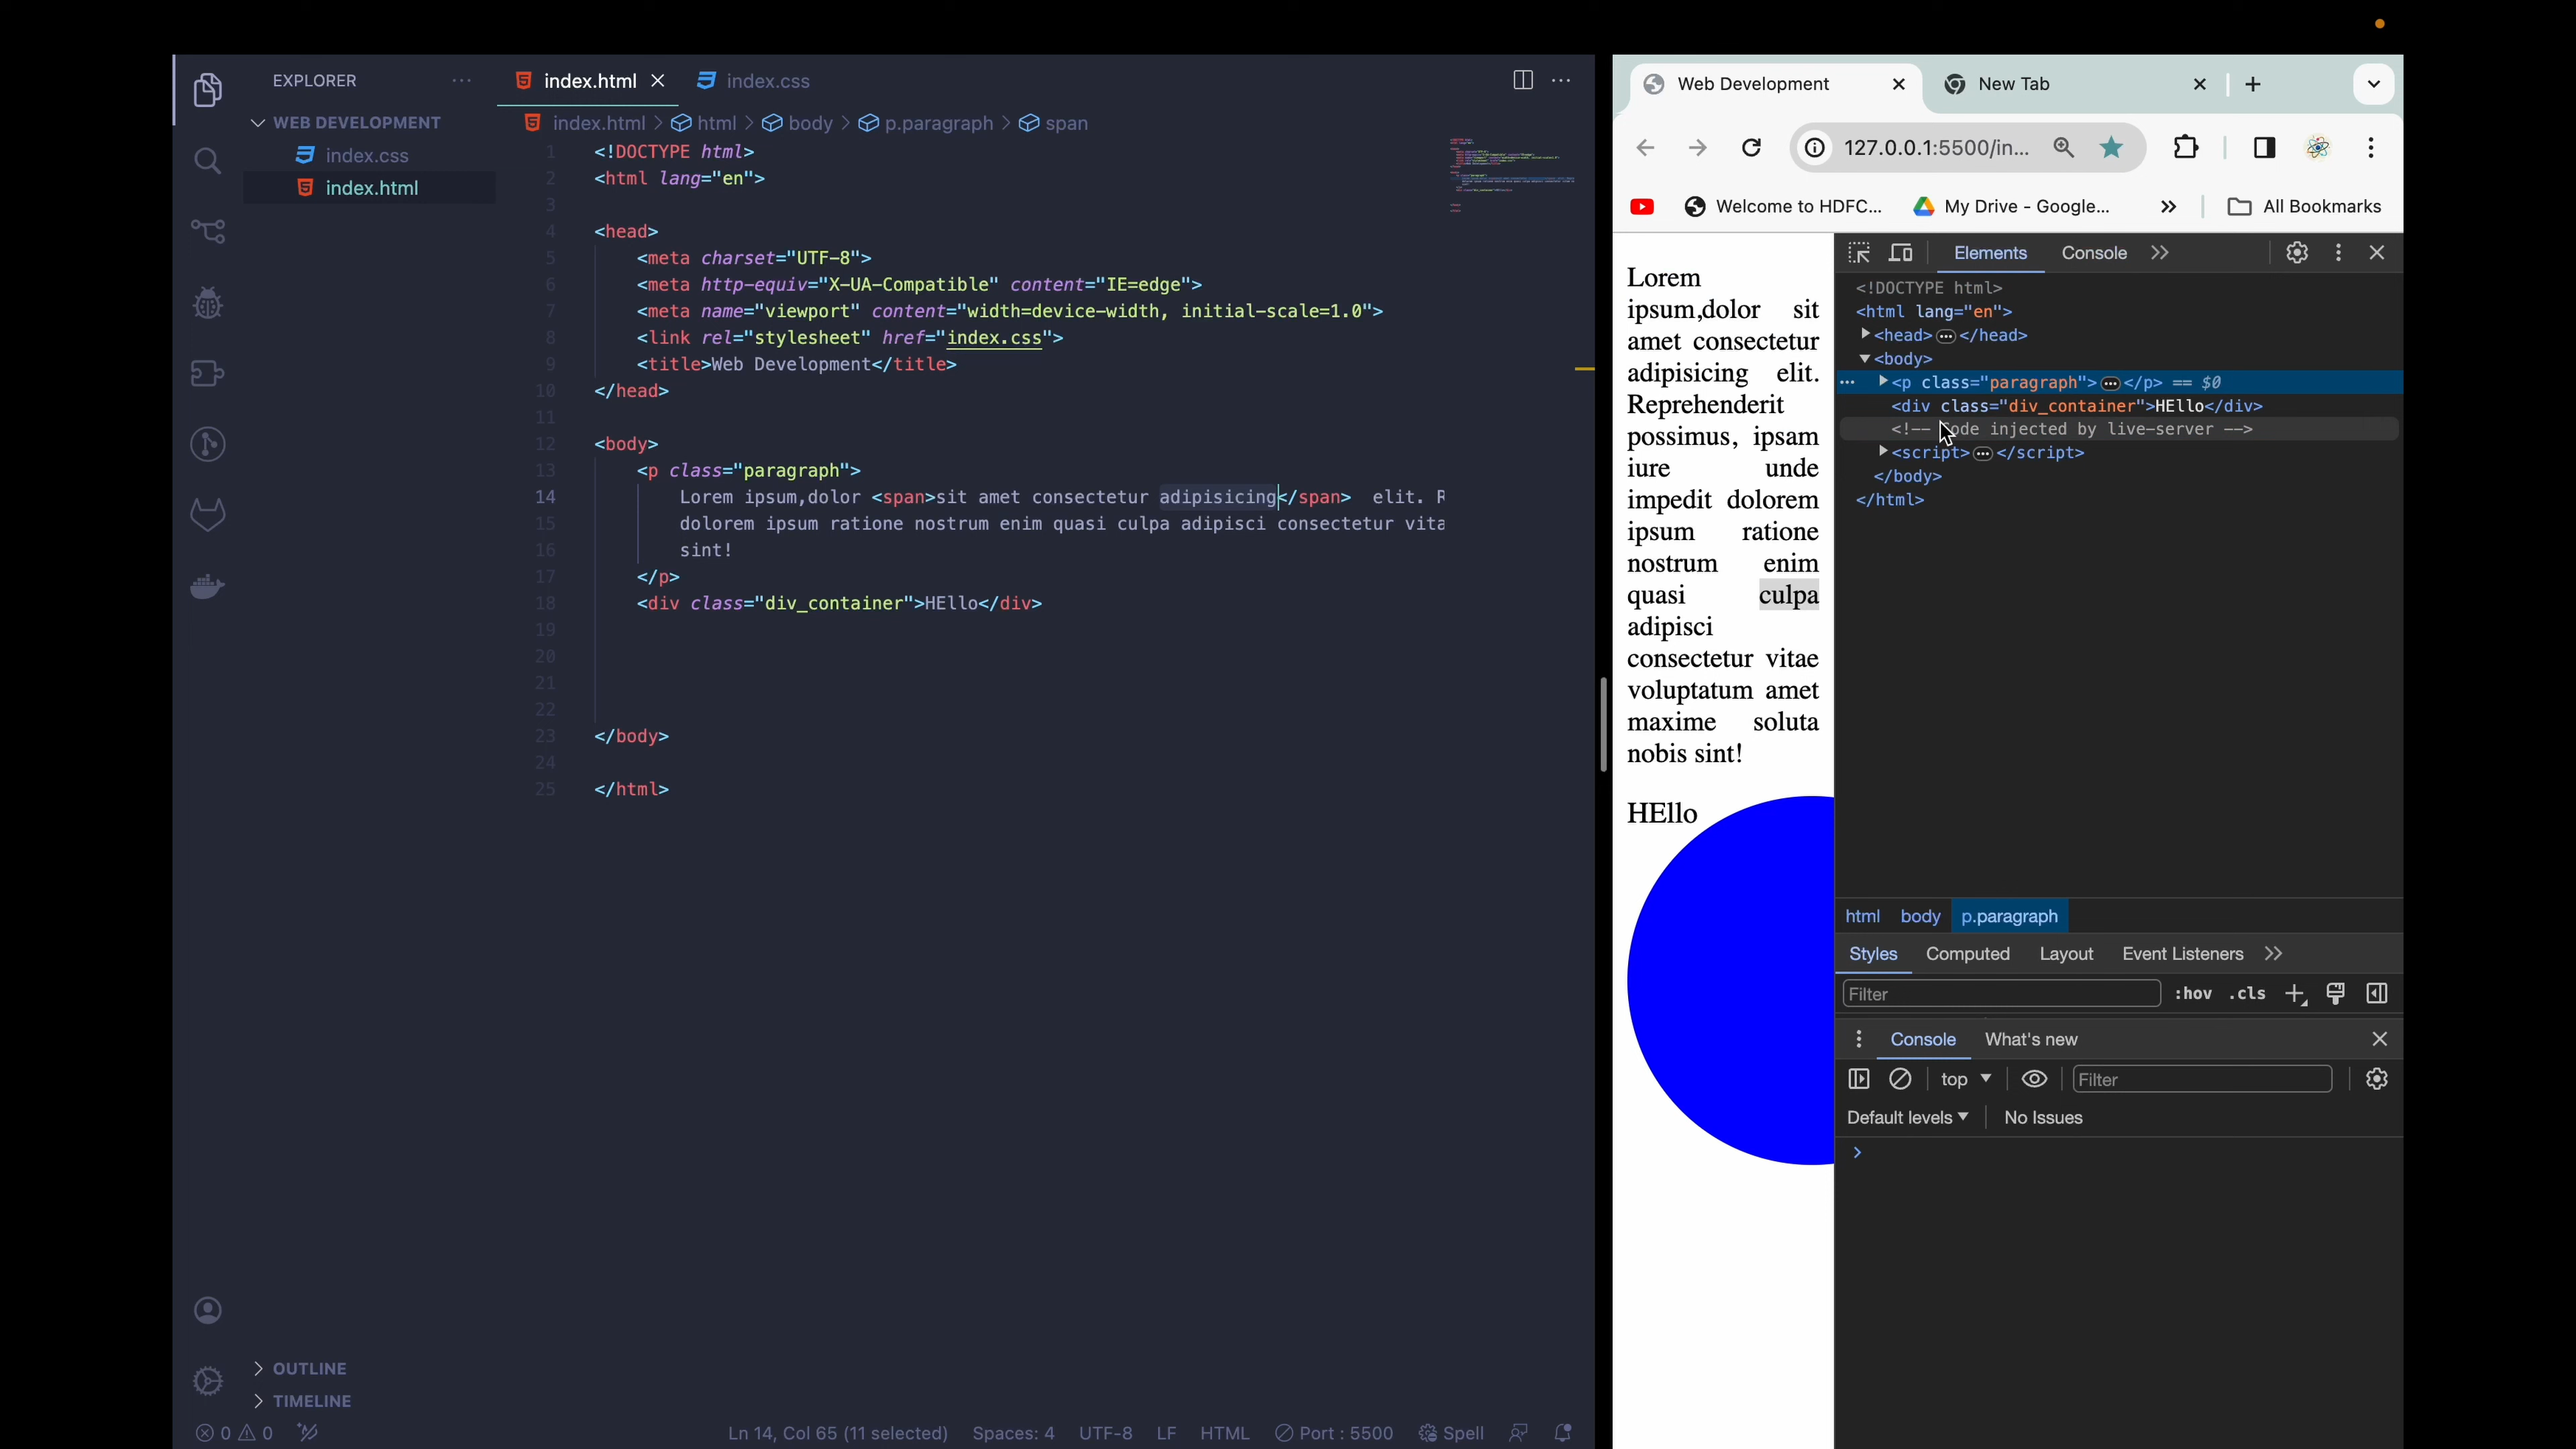 EXPLORER
WEB DEVELOPMENT
index.css
index.html
OUTLINE
TIMELINE
index.html
index.css
index.html > html > body > p.paragraph > span
1 <!DOCTYPE html>
2 <html lang="en">
3
4 <head>
5 <meta charset="UTF-8">
6 <meta http-equiv="X-UA-Compatible" content="IE=edge">
7 <meta name="viewport" content="width=device-width, initial-scale=1.0">
8 <link rel="stylesheet" href="index.css">
9 <title>Web Development</title>
10 </head>
11
12 <body>
13 <p class="paragraph">
14 Lorem ipsum,dolor <span>sit amet consectetur adipisicing</span> elit. R
15 dolorem ipsum ratione nostrum enim quasi culpa adipisci consectetur vita
16 sint!
17 </p>
18 <div class="div_container">HEllo</div>
19
20
21
22
23 </body>
24
25 </html>
0 0
Ln 14, Col 65 (11 selected) Spaces: 4 UTF-8 LF HTML Port : 5500 Spell
Web Development
New Tab
127.0.0.1:5500/in...
Welcome to HDFC...
My Drive - Google...
All Bookmarks
Lorem
ipsum,dolor sit
amet consectetur
adipisicing elit.
Reprehenderit
possimus, ipsam
iure unde
impedit dolorem
ipsum ratione
nostrum enim
quasi culpa
adipisci
consectetur vitae
voluptatum amet
maxime soluta
nobis sint!
HEllo
Elements Console
<!DOCTYPE html>
<html lang="en">
<head>…</head>
<body>
<p class="paragraph">…</p> == $0
<div class="div_container">HEllo</div>
<!-- Code injected by live-server -->
<script>…</script>
</body>
</html>
html body p.paragraph
Styles Computed Layout Event Listeners
Filter :hov .cls
Console What's new
top Filter
Default levels No Issues